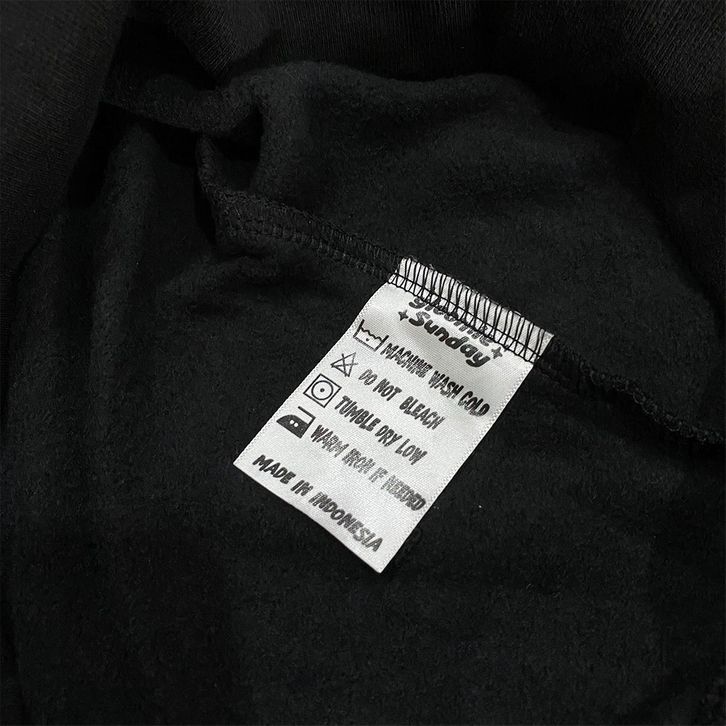 Sunday
MACHINE WASH COLD
DO NOT BLEACH
TUMBLE DRY LOW
WARM IRON IF NEEDED
MADE IN INDONESIA